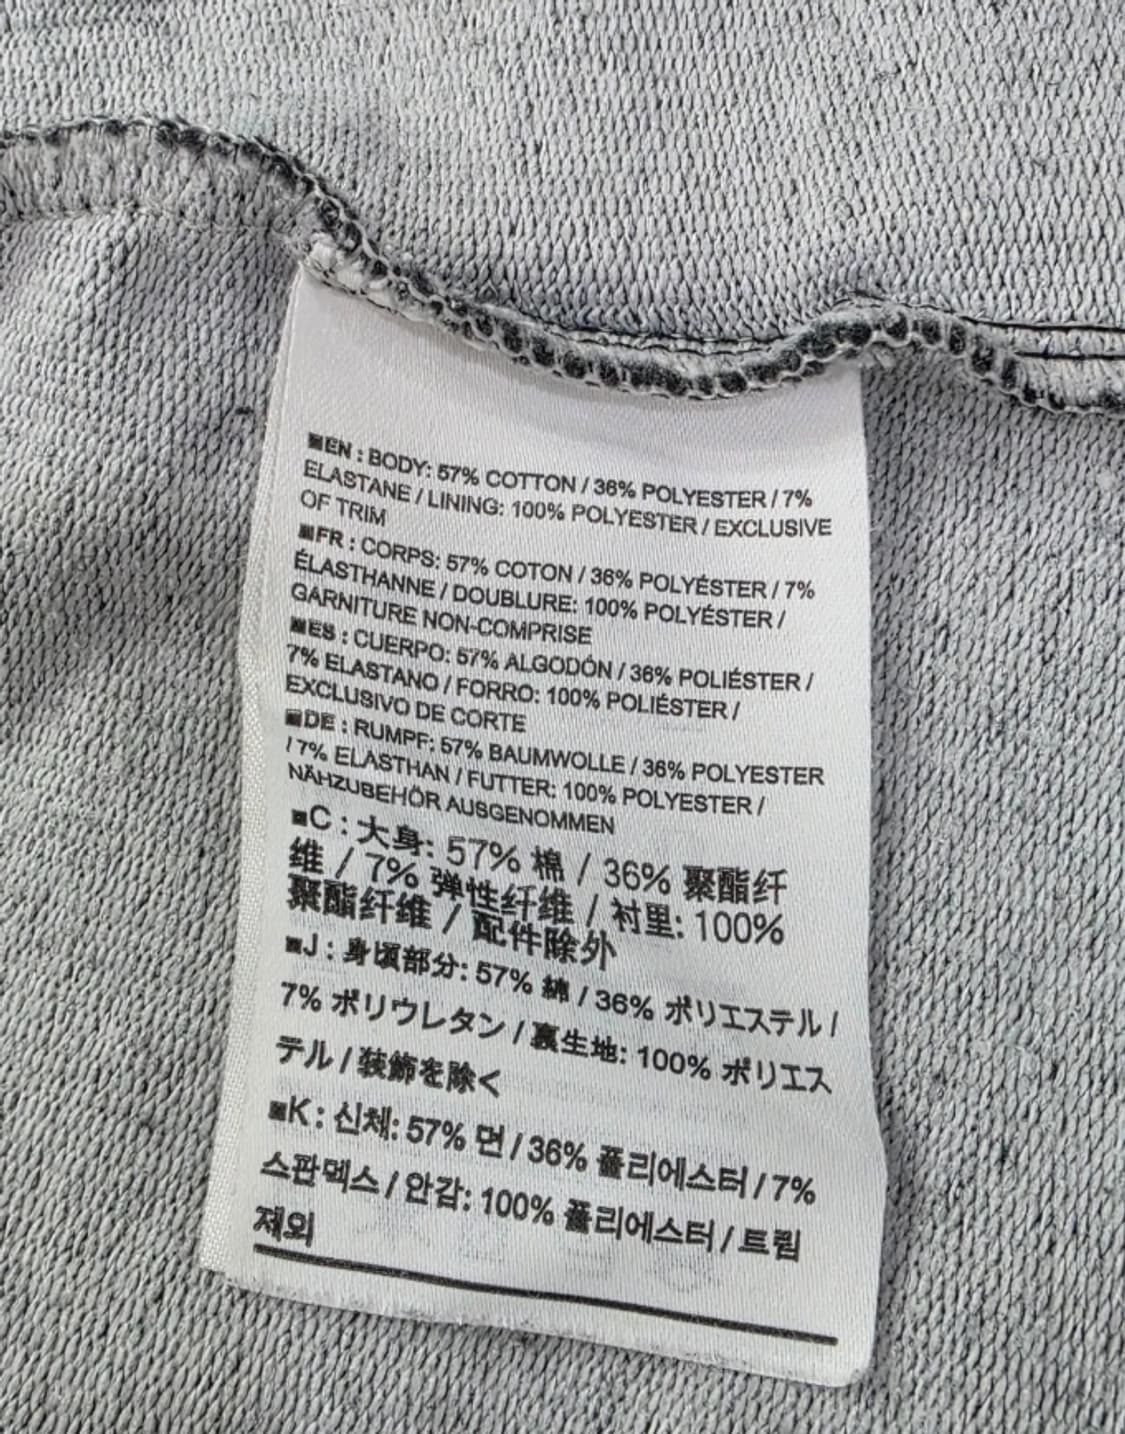 ■EN : BODY: 57% COTTON / 36% POLYESTER / 7%
ELASTANE / LINING: 100% POLYESTER / EXCLUSIVE
OF TRIM
■FR : CORPS: 57% COTON / 36% POLYÉSTER / 7%
ÉLASTHANNE / DOUBLURE: 100% POLYÉSTER /
GARNITURE NON-COMPRISE
■ES : CUERPO: 57% ALGODÓN / 36% POLIÉSTER /
7% ELASTANO / FORRO: 100% POLIÉSTER /
EXCLUSIVO DE CORTE
■DE : RUMPF: 57% BAUMWOLLE / 36% POLYESTER
/ 7% ELASTHAN / FUTTER: 100% POLYESTER /
NÄHZUBEHÖR AUSGENOMMEN
■C : 大身: 57% 棉 / 36% 聚酯纤
维 / 7% 弹性纤维 / 衬里: 100%
聚酯纤维 / 配件除外
■J : 身頃部分: 57% 綿 / 36% ポリエステル /
7% ポリウレタン / 裏生地: 100% ポリエス
テル / 装飾を除く
■K : 신체: 57% 면 / 36% 폴리에스터 / 7%
스판덱스 / 안감: 100% 폴리에스터 / 트림
제외